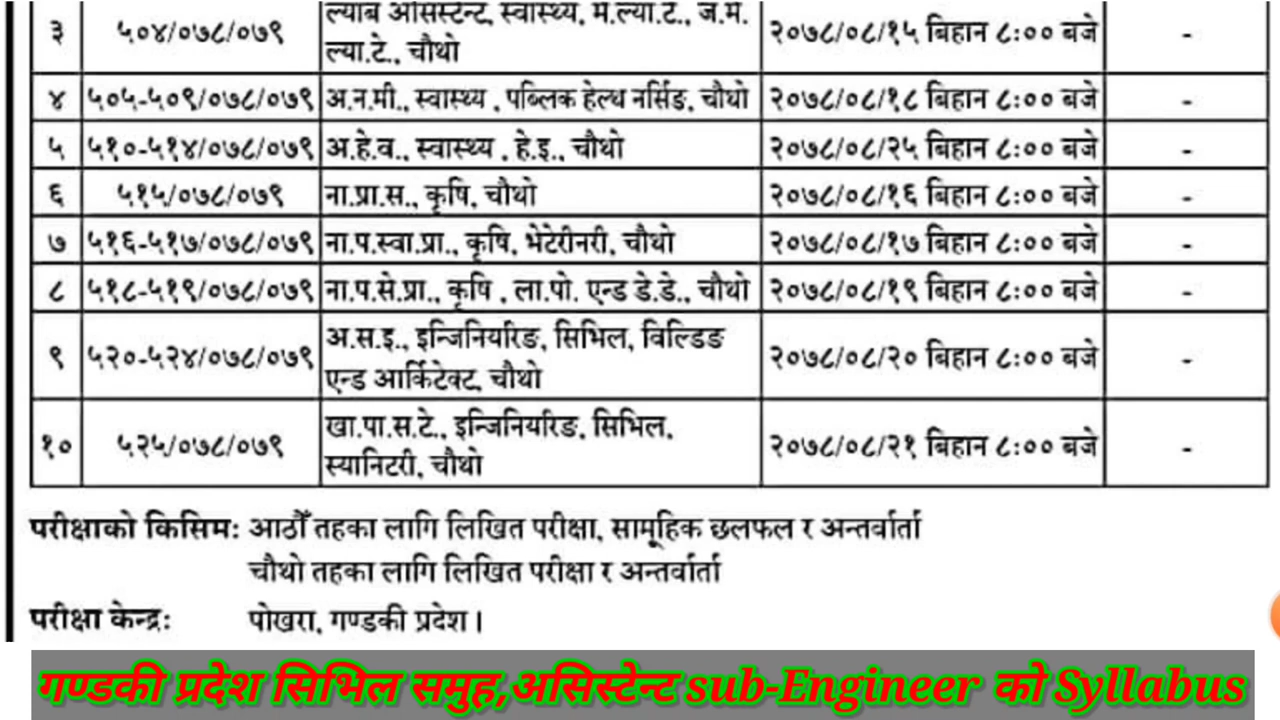 ल्याब असिस्टेन्ट, स्वास्थ्य, मे.ल्या.टे., ज.मे.
३ ५०४/०७८/०७९ ल्या.टे., चौथो २०७८/०८/१५ बिहान ८:०० बजे -
४ ५०५-५०९/०७८/०७९ अ.न.मी., स्वास्थ्य , पब्लिक हेल्थ नर्सिङ, चौथो २०७८/०८/१८ बिहान ८:०० बजे -
५ ५१०-५१४/०७८/०७९ अ.हे.व., स्वास्थ्य , हे.इ., चौथो २०७८/०८/२५ बिहान ८:०० बजे -
६ ५१५/०७८/०७९ ना.प्रा.स., कृषि, चौथो २०७८/०८/१६ बिहान ८:०० बजे -
७ ५१६-५१७/०७८/०७९ ना.प.स्वा.प्रा., कृषि, भेटेरीनरी, चौथो २०७८/०८/१७ बिहान ८:०० बजे -
८ ५१८-५१९/०७८/०७९ ना.प.से.प्रा., कृषि , ला.पो. एन्ड डे.डे., चौथो २०७८/०८/१९ बिहान ८:०० बजे -
९ ५२०-५२४/०७८/०७९ अ.स.इ., इन्जिनियरिङ, सिभिल, विल्डिङ २०७८/०८/२० बिहान ८:०० बजे -
एन्ड आर्किटेक्ट, चौथो
१० ५२५/०७८/०७९ खा.पा.स.टे., इन्जिनियरिङ, सिभिल, २०७८/०८/२१ बिहान ८:०० बजे -
स्यानिटरी, चौथो
परीक्षाको किसिम: आठौँ तहका लागि लिखित परीक्षा, सामूहिक छलफल र अन्तर्वार्ता
चौथो तहका लागि लिखित परीक्षा र अन्तर्वार्ता
परीक्षा केन्द्र: पोखरा, गण्डकी प्रदेश ।
गण्डकी प्रदेश सिभिल समुह,असिस्टेन्ट sub-Engineer को Syllabus